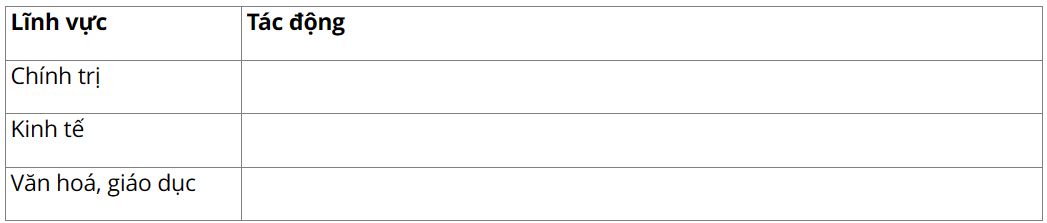 Lĩnh vực Tác động
Chính trị
Kinh tế
Văn hoá, giáo dục